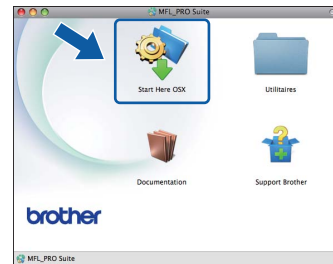 MFL_PRO Suite
Start Here OSX
Utilitaires
Documentation
Support Brother
brother
MFL_PRO Suite